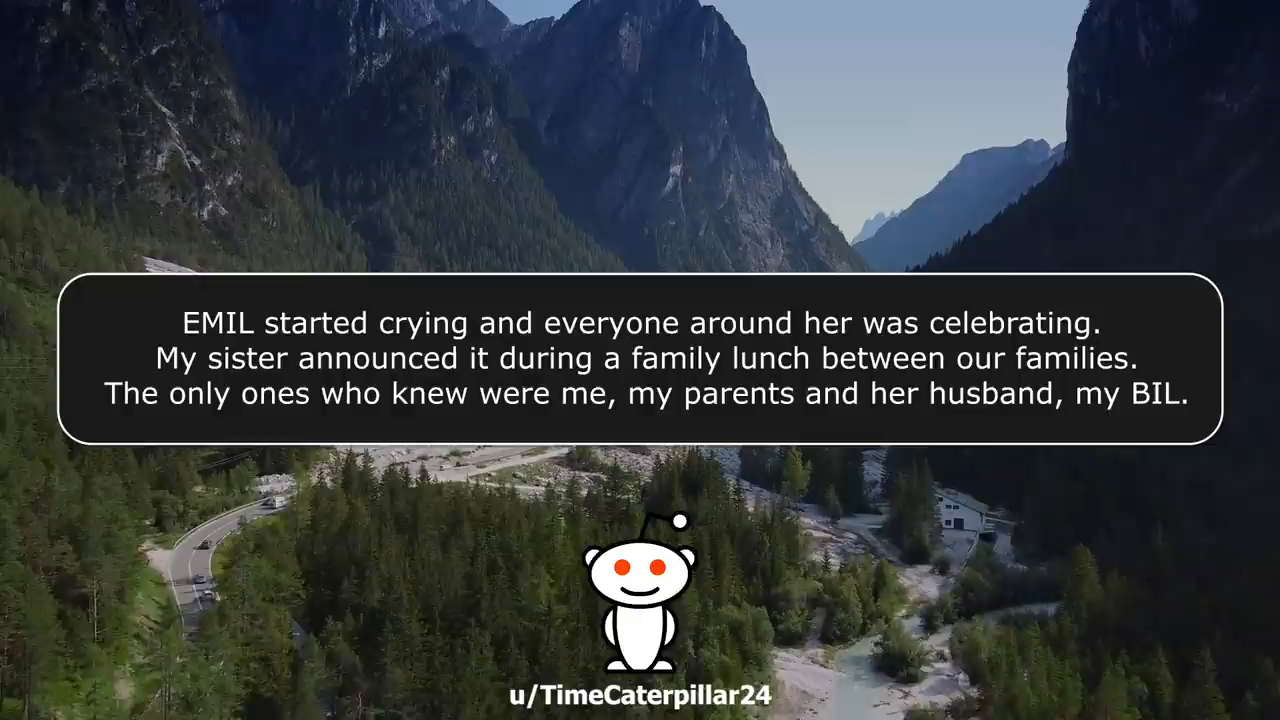 EMIL started crying and everyone around her was celebrating.
My sister announced it during a family lunch between our families.
The only ones who knew were me, my parents and her husband, my BIL.
u/TimeCaterpillar24